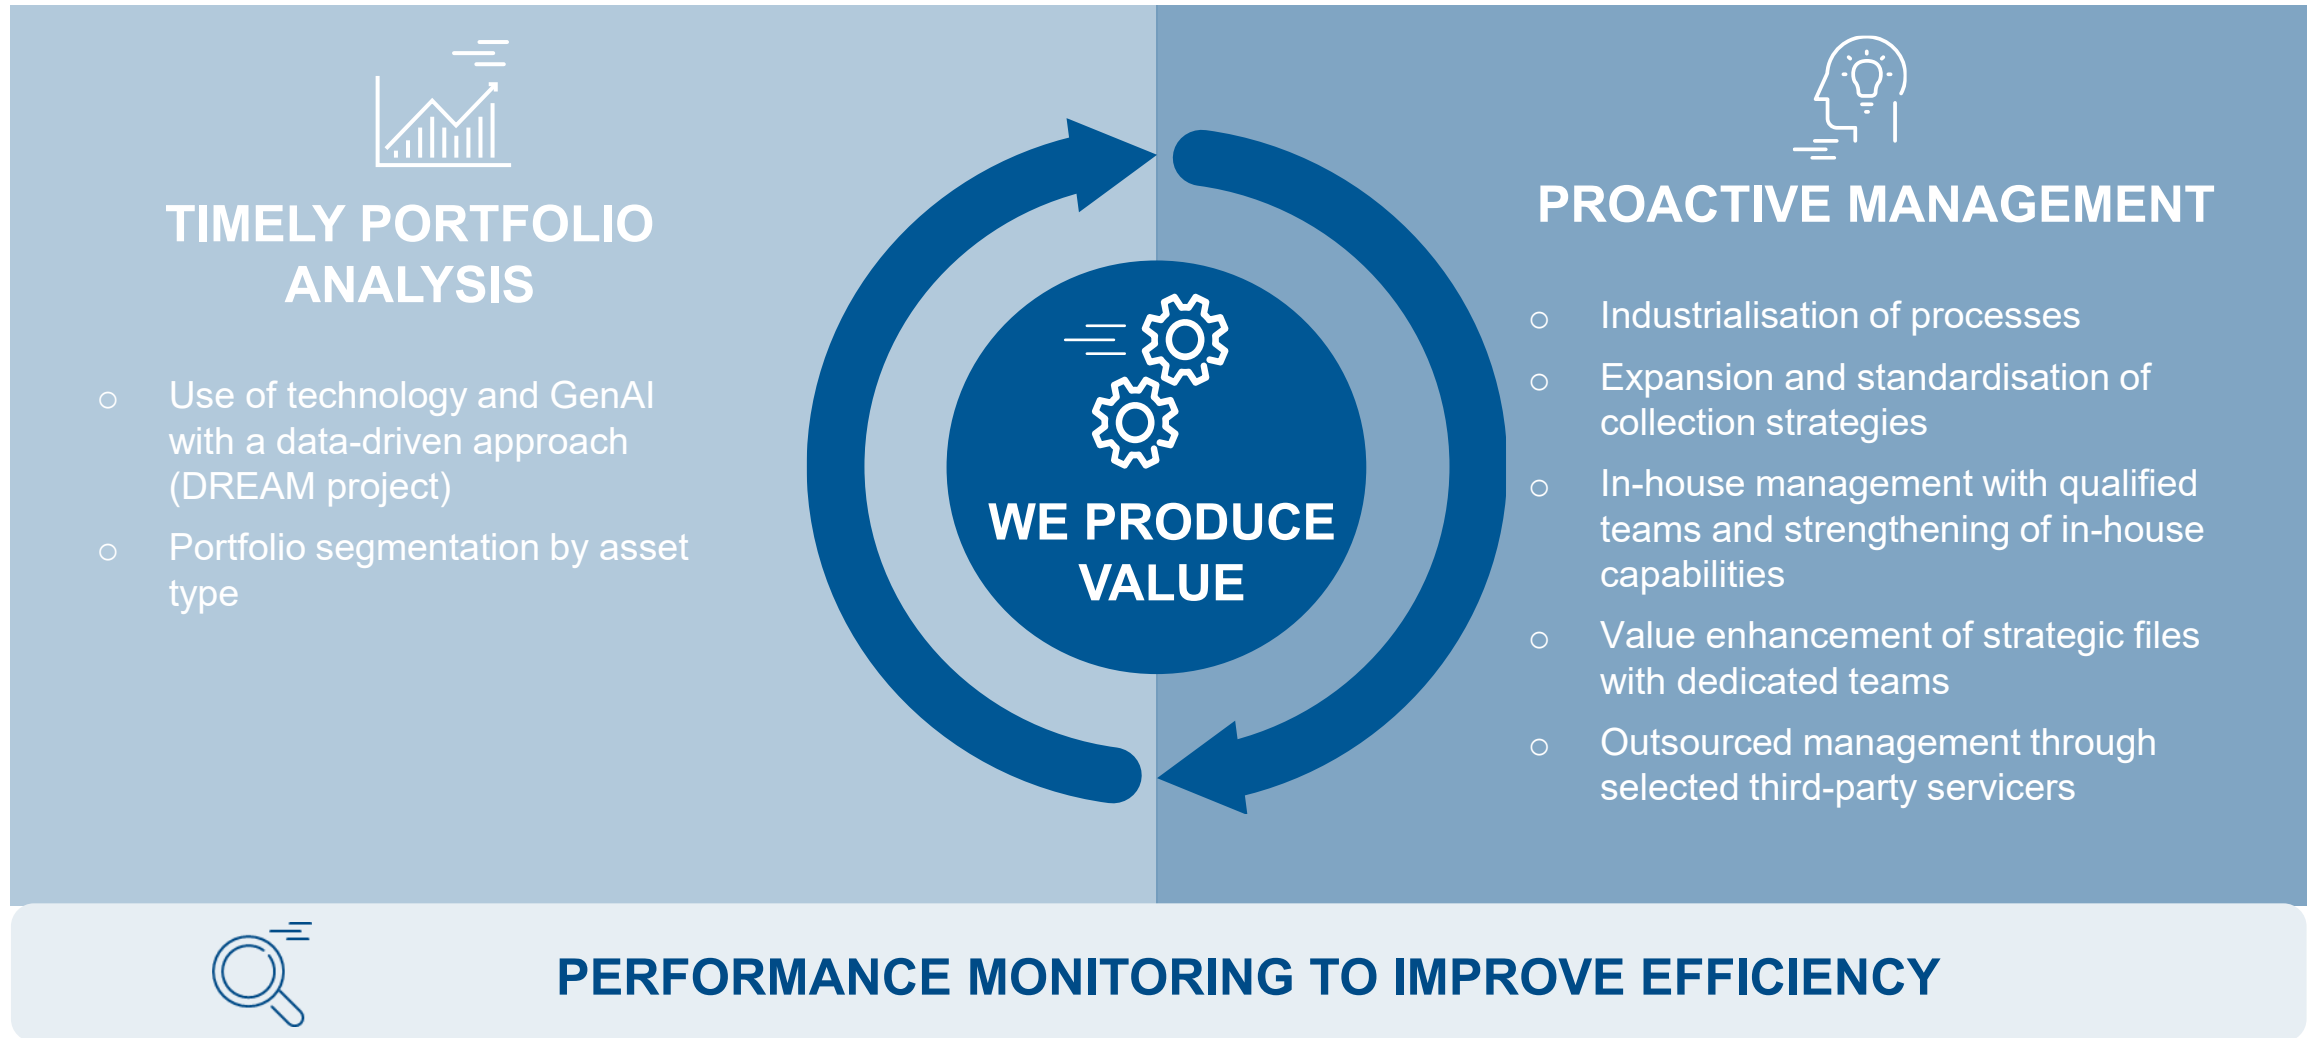 TIMELY PORTFOLIO
ANALYSIS
o Use of technology and GenAI
with a data-driven approach
(DREAM project)
o Portfolio segmentation by asset
type
WE PRODUCE
VALUE
PROACTIVE MANAGEMENT
o Industrialisation of processes
o Expansion and standardisation of
collection strategies
o In-house management with qualified
teams and strengthening of in-house
capabilities
o Value enhancement of strategic files
with dedicated teams
o Outsourced management through
selected third-party servicers
PERFORMANCE MONITORING TO IMPROVE EFFICIENCY